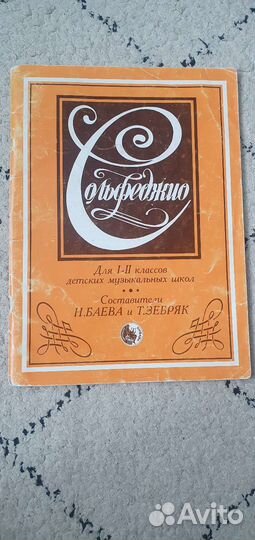 Сольфеджио
Для I-II классов
детских музыкальных школ
Составители
Н.БАЕВА и Т.ЗЕБРЯК
Avito